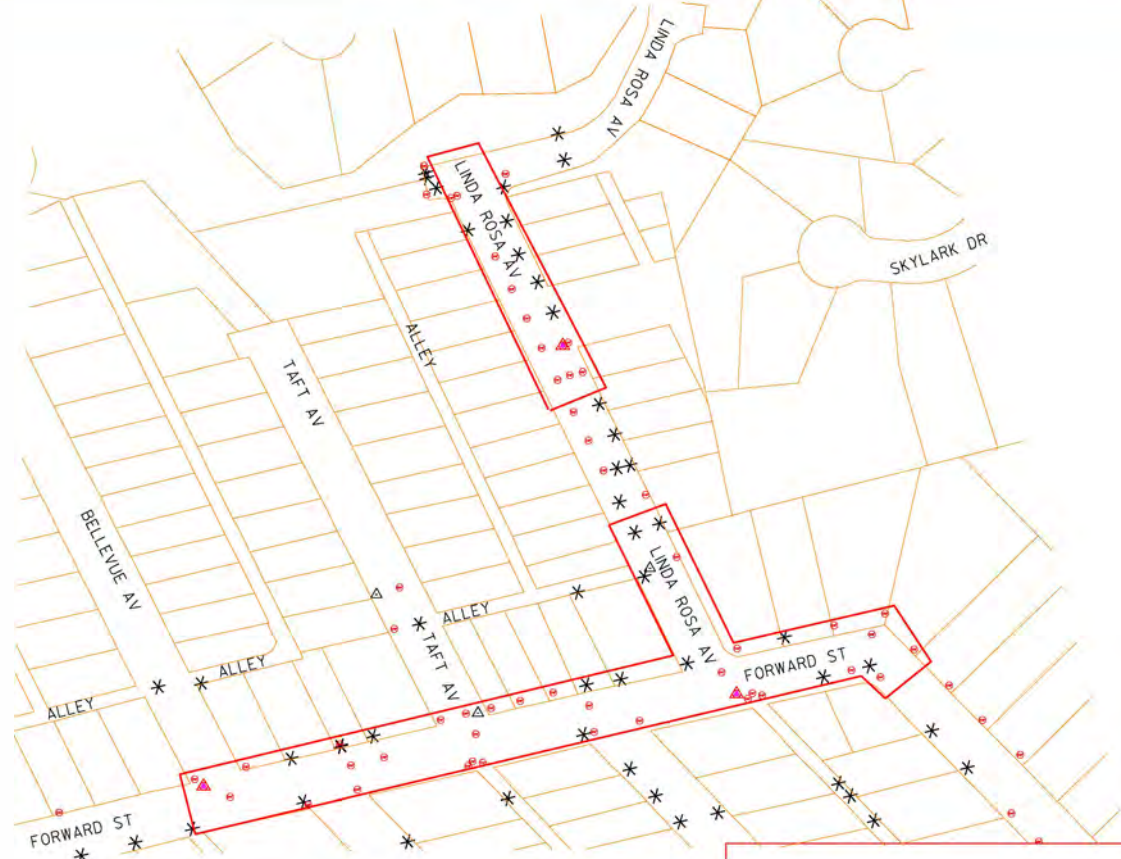 LINDA ROSA AV
LINDA ROSA AV
SKYLARK DR
ALLEY
TAFT AV
BELLEVUE AV
LINDA ROSA AV
ALLEY
TAFT AV
FORWARD ST
ALLEY
ALLEY
FORWARD ST